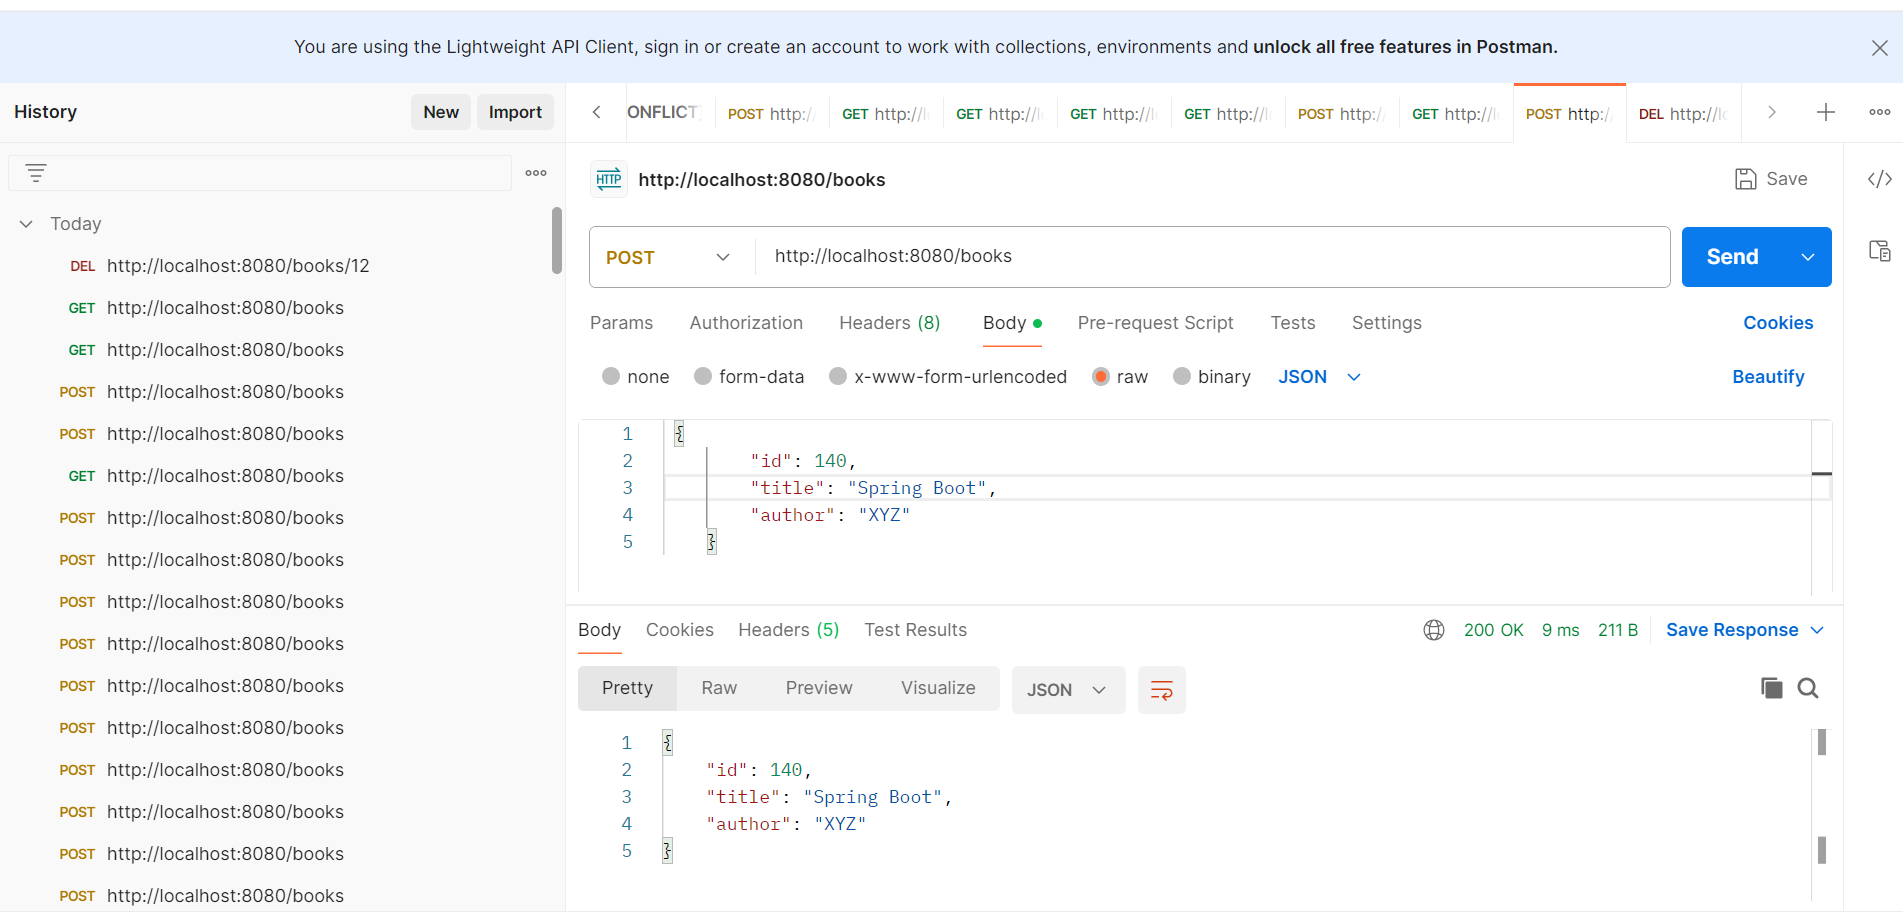 You are using the Lightweight API Client, sign in or create an account to work with collections, environments and unlock all free features in Postman.
History
New
Import
ONFLICT
POST http:/
GET http://l
GET http://l
GET http://l
GET http://l
POST http:/
GET http://l
POST http:/
DEL http://lo
HTTP
http://localhost:8080/books
Save
Today
DEL http://localhost:8080/books/12
GET http://localhost:8080/books
GET http://localhost:8080/books
POST http://localhost:8080/books
POST http://localhost:8080/books
GET http://localhost:8080/books
POST http://localhost:8080/books
POST http://localhost:8080/books
POST http://localhost:8080/books
POST http://localhost:8080/books
POST http://localhost:8080/books
POST http://localhost:8080/books
POST http://localhost:8080/books
POST http://localhost:8080/books
POST http://localhost:8080/books
POST http://localhost:8080/books
POST
http://localhost:8080/books
Send
Params Authorization Headers (8) Body Pre-request Script Tests Settings Cookies
none form-data x-www-form-urlencoded raw binary JSON Beautify
1 {
2 "id": 140,
3 "title": "Spring Boot",
4 "author": "XYZ"
5 }
Body Cookies Headers (5) Test Results 200 OK 9 ms 211 B Save Response
Pretty Raw Preview Visualize JSON
1 {
2 "id": 140,
3 "title": "Spring Boot",
4 "author": "XYZ"
5 }